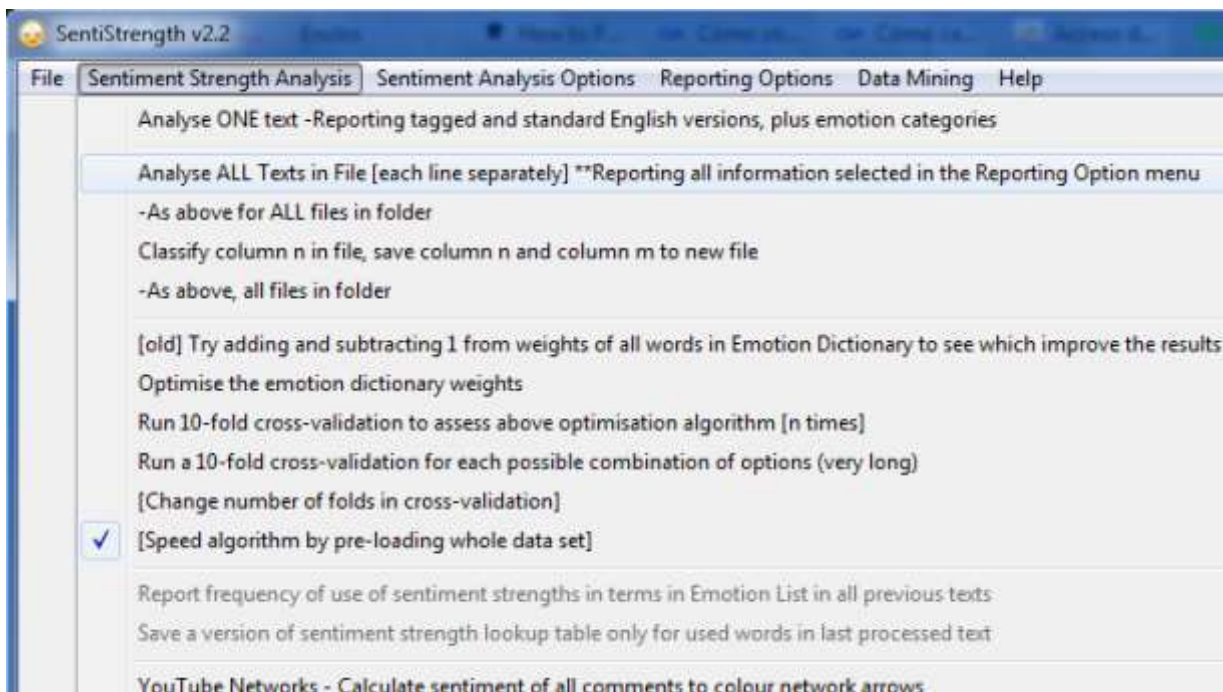 SentiStrength v2.2
File Sentiment Strength Analysis Sentiment Analysis Options Reporting Options Data Mining Help
Analyse ONE text -Reporting tagged and standard English versions, plus emotion categories
Analyse ALL Texts in File [each line separately] **Reporting all information selected in the Reporting Option menu
-As above for ALL files in folder
Classify column n in file, save column n and column m to new file
-As above, all files in folder
[old] Try adding and subtracting 1 from weights of all words in Emotion Dictionary to see which improve the results
Optimise the emotion dictionary weights
Run 10-fold cross-validation to assess above optimisation algorithm [n times]
Run a 10-fold cross-validation for each possible combination of options (very long)
[Change number of folds in cross-validation]
[Speed algorithm by pre-loading whole data set]
Report frequency of use of sentiment strengths in terms in Emotion List in all previous texts
Save a version of sentiment strength lookup table only for used words in last processed text
YouTube Networks - Calculate sentiment of all comments to colour network arrows